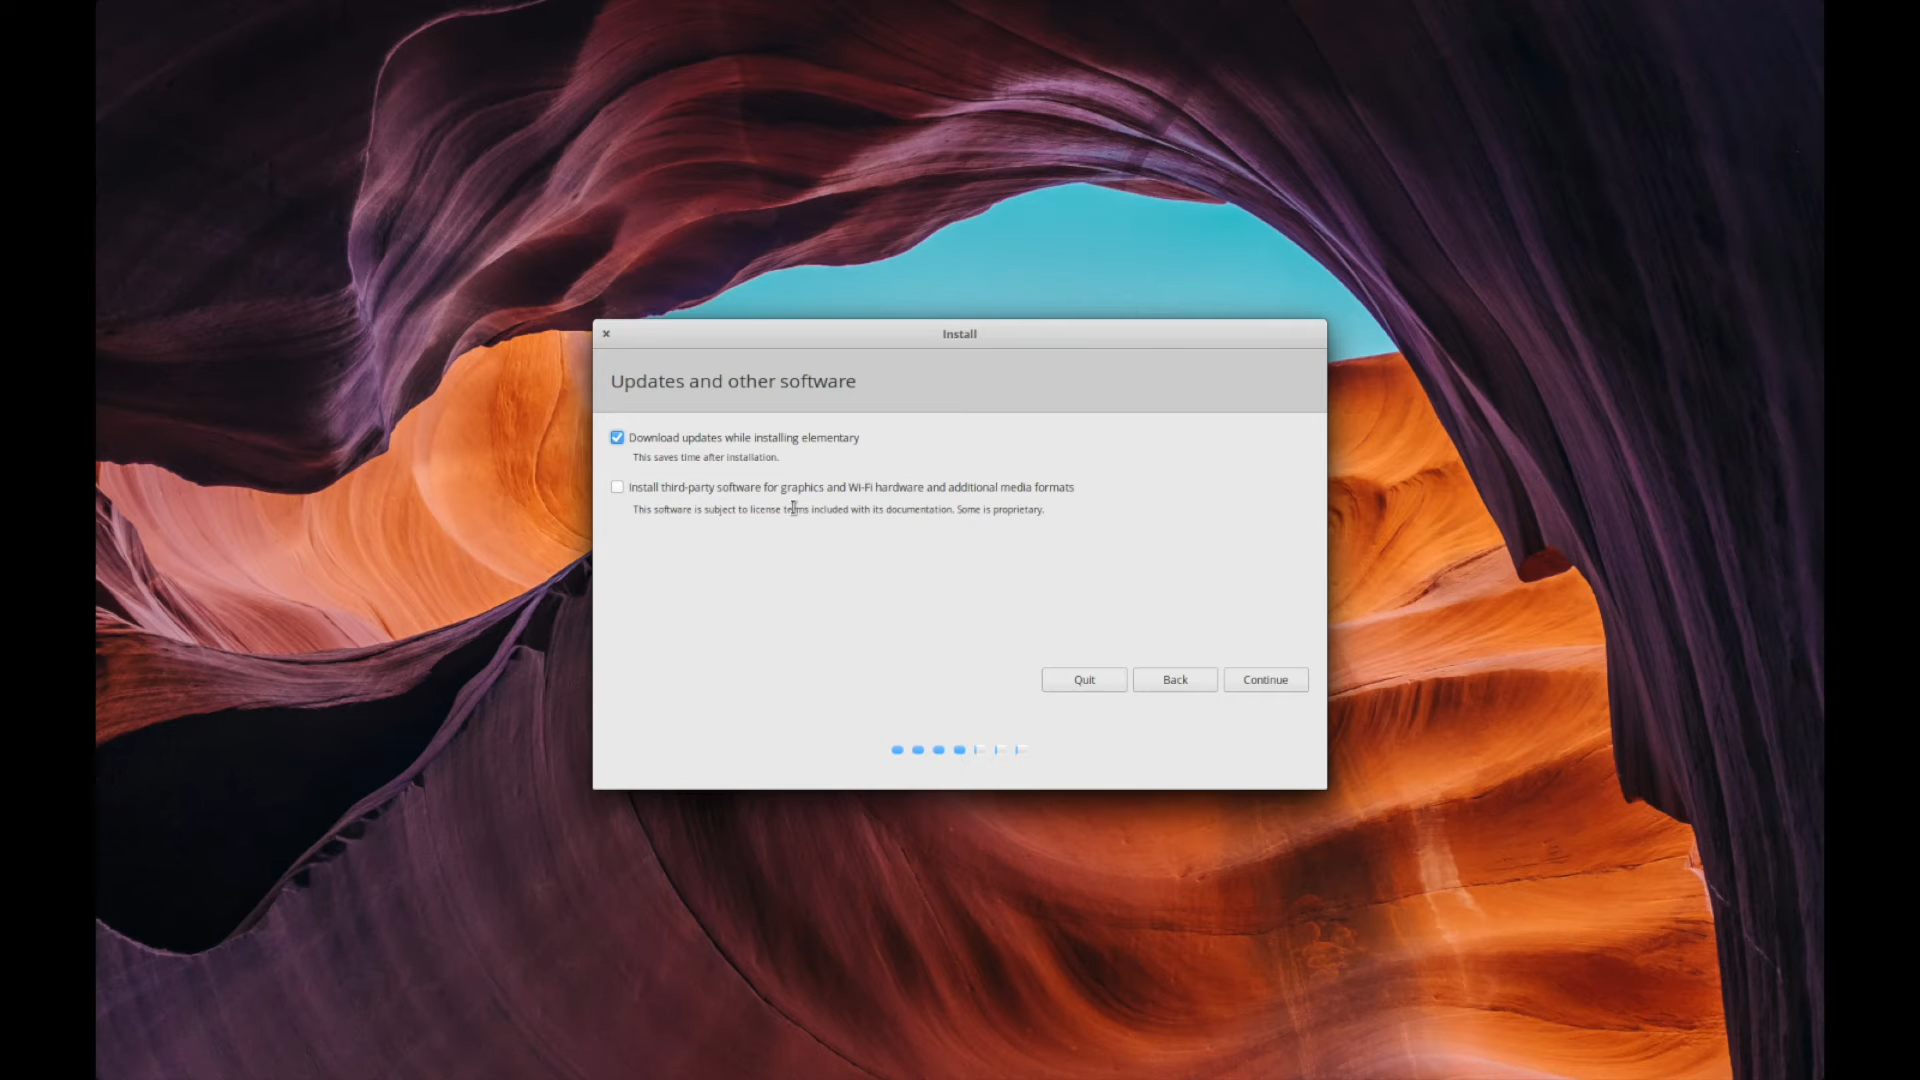 Install
Updates and other software
Download updates while installing elementary
This saves time after installation.
Install third-party software for graphics and Wi-Fi hardware and additional media formats
This software is subject to license terms included with its documentation. Some is proprietary.
Quit
Back
Continue